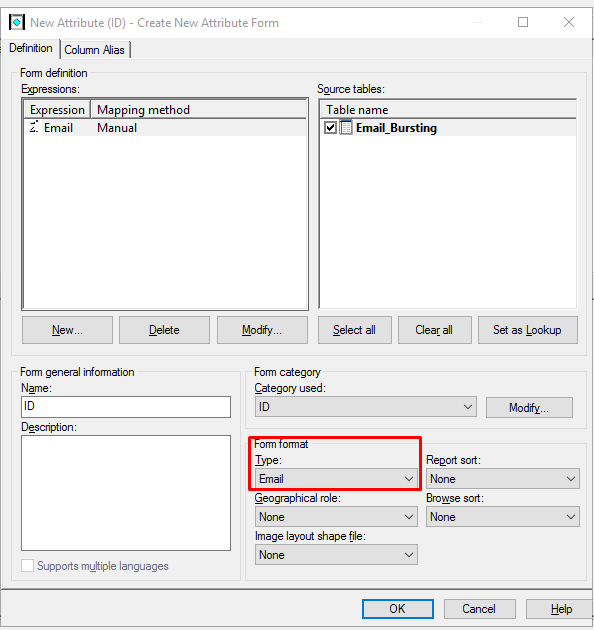 New Attribute (ID) - Create New Attribute Form
Definition
Column Alias
Form definition
Expressions:
Source tables:
Expression
Mapping method
Table name
Email
Manual
Email_Bursting
New...
Delete
Modify...
Select all
Clear all
Set as Lookup
Form general information
Form category
Name:
Category used:
ID
ID
Modify...
Description:
Form format
Type:
Report sort:
Email
None
Geographical role:
Browse sort:
None
None
Image layout shape file:
None
Supports multiple languages
OK
Cancel
Help